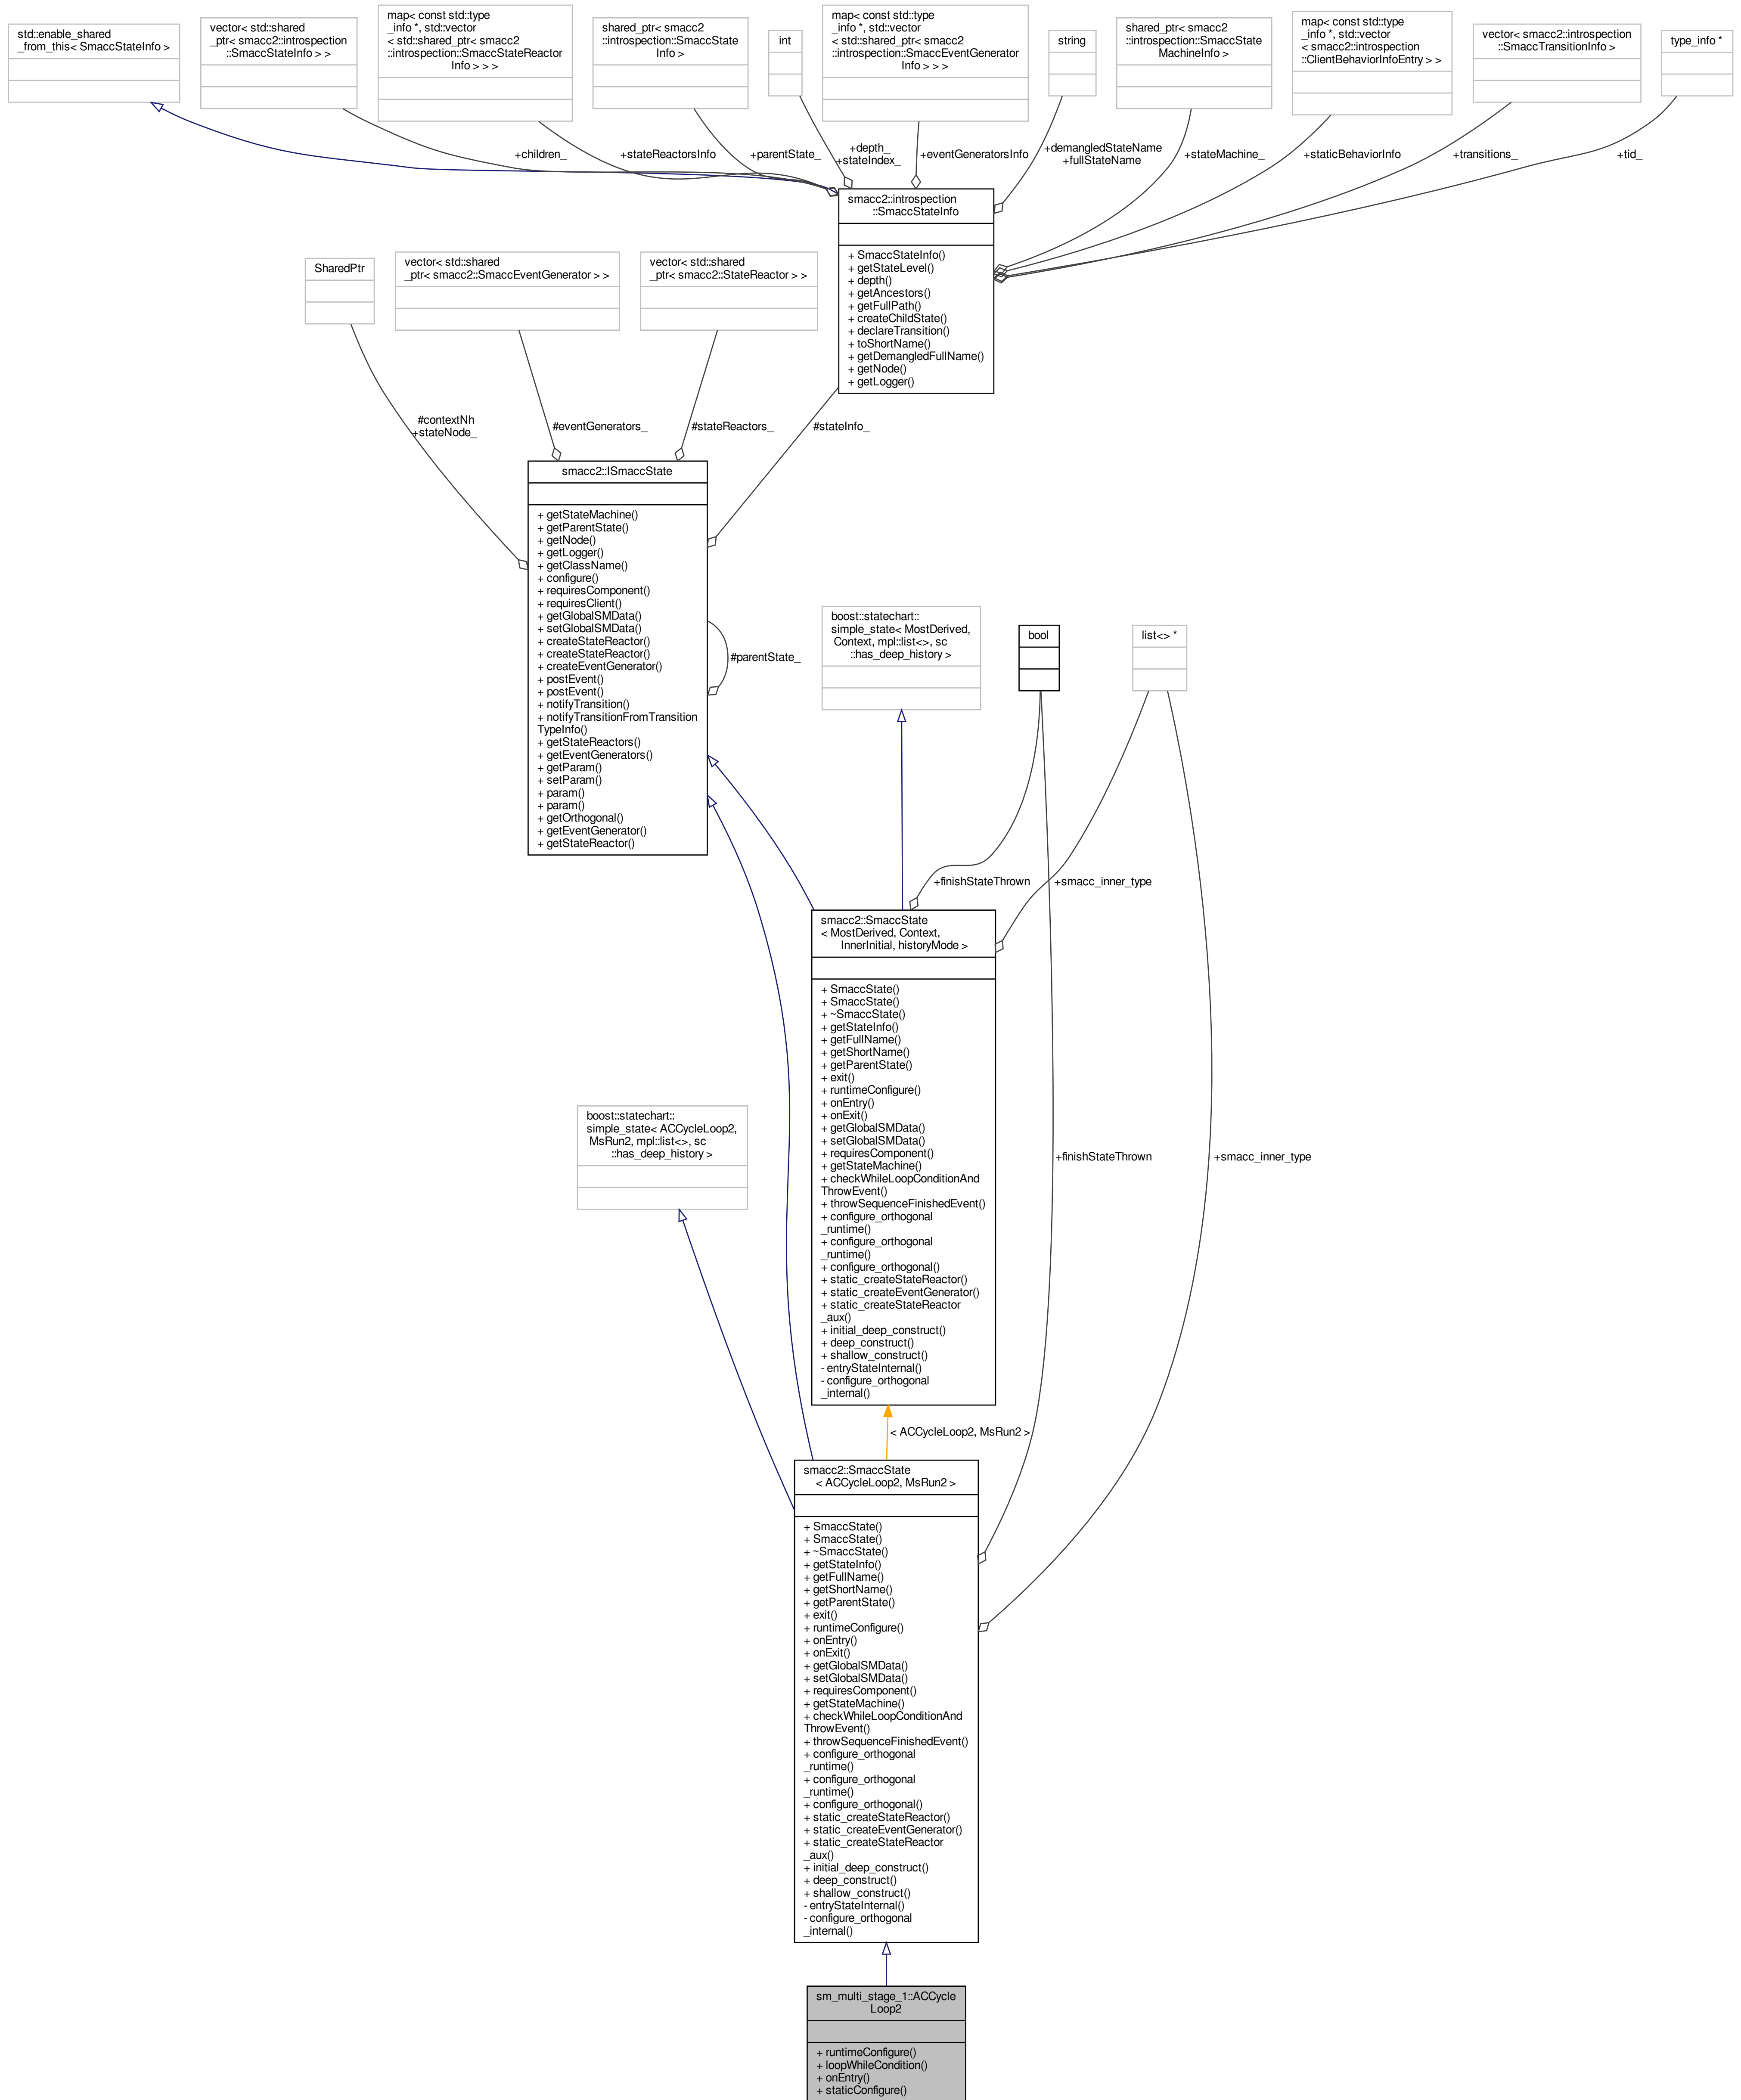 std::enable_shared
_from_this< SmaccStateInfo >
vector< std::shared
_ptr< smacc2::introspection
::SmaccStateInfo > >
map< const std::type
_info *, std::vector
< std::shared_ptr< smacc2
::introspection::SmaccStateReactor
Info > > >
shared_ptr< smacc2
::introspection::SmaccState
Info >
int
map< const std::type
_info *, std::vector
< std::shared_ptr< smacc2
::introspection::SmaccEventGenerator
Info > > >
string
shared_ptr< smacc2
::introspection::SmaccState
MachineInfo >
map< const std::type
_info *, std::vector
< smacc2::introspection
::ClientBehaviorInfoEntry > >
vector< smacc2::introspection
::SmaccTransitionInfo >
type_info *
+children_
+stateReactorsInfo
+parentState_
+depth_
+stateIndex_
+eventGeneratorsInfo
+demangledStateName
+fullStateName
+stateMachine_
+staticBehaviorInfo
+transitions_
+tid_
smacc2::introspection
::SmaccStateInfo
+ SmaccStateInfo()
+ getStateLevel()
+ depth()
+ getAncestors()
+ getFullPath()
+ createChildState()
+ declareTransition()
+ toShortName()
+ getDemangledFullName()
+ getNode()
+ getLogger()
SharedPtr
vector< std::shared
_ptr< smacc2::SmaccEventGenerator > >
vector< std::shared
_ptr< smacc2::StateReactor > >
#contextNh
+stateNode_
#eventGenerators_
#stateReactors_
#stateInfo_
smacc2::ISmaccState
+ getStateMachine()
+ getParentState()
+ getNode()
+ getLogger()
+ getClassName()
+ configure()
+ requiresComponent()
+ requiresClient()
+ getGlobalSMData()
+ setGlobalSMData()
+ createStateReactor()
+ createStateReactor()
+ createEventGenerator()
+ postEvent()
+ postEvent()
+ notifyTransition()
+ notifyTransitionFromTransition
TypeInfo()
+ getStateReactors()
+ getEventGenerators()
+ getParam()
+ setParam()
+ param()
+ param()
+ getOrthogonal()
+ getEventGenerator()
+ getStateReactor()
#parentState_
boost::statechart::
simple_state< MostDerived,
Context, mpl::list<>, sc
::has_deep_history >
bool
list<> *
+finishStateThrown
+smacc_inner_type
smacc2::SmaccState
< MostDerived, Context,
InnerInitial, historyMode >
+ SmaccState()
+ SmaccState()
+ ~SmaccState()
+ getStateInfo()
+ getFullName()
+ getShortName()
+ getParentState()
+ exit()
+ runtimeConfigure()
+ onEntry()
+ onExit()
+ getGlobalSMData()
+ setGlobalSMData()
+ requiresComponent()
+ getStateMachine()
+ checkWhileLoopConditionAnd
ThrowEvent()
+ throwSequenceFinishedEvent()
+ configure_orthogonal
_runtime()
+ configure_orthogonal
_runtime()
+ configure_orthogonal()
+ static_createStateReactor()
+ static_createEventGenerator()
+ static_createStateReactor
_aux()
+ initial_deep_construct()
+ deep_construct()
+ shallow_construct()
- entryStateInternal()
- configure_orthogonal
_internal()
boost::statechart::
simple_state< ACCycleLoop2,
MsRun2, mpl::list<>, sc
::has_deep_history >
+finishStateThrown
+smacc_inner_type
< ACCycleLoop2, MsRun2 >
smacc2::SmaccState
< ACCycleLoop2, MsRun2 >
+ SmaccState()
+ SmaccState()
+ ~SmaccState()
+ getStateInfo()
+ getFullName()
+ getShortName()
+ getParentState()
+ exit()
+ runtimeConfigure()
+ onEntry()
+ onExit()
+ getGlobalSMData()
+ setGlobalSMData()
+ requiresComponent()
+ getStateMachine()
+ checkWhileLoopConditionAnd
ThrowEvent()
+ throwSequenceFinishedEvent()
+ configure_orthogonal
_runtime()
+ configure_orthogonal
_runtime()
+ configure_orthogonal()
+ static_createStateReactor()
+ static_createEventGenerator()
+ static_createStateReactor
_aux()
+ initial_deep_construct()
+ deep_construct()
+ shallow_construct()
- entryStateInternal()
- configure_orthogonal
_internal()
sm_multi_stage_1::ACCycle
Loop2
+ runtimeConfigure()
+ loopWhileCondition()
+ onEntry()
+ staticConfigure()